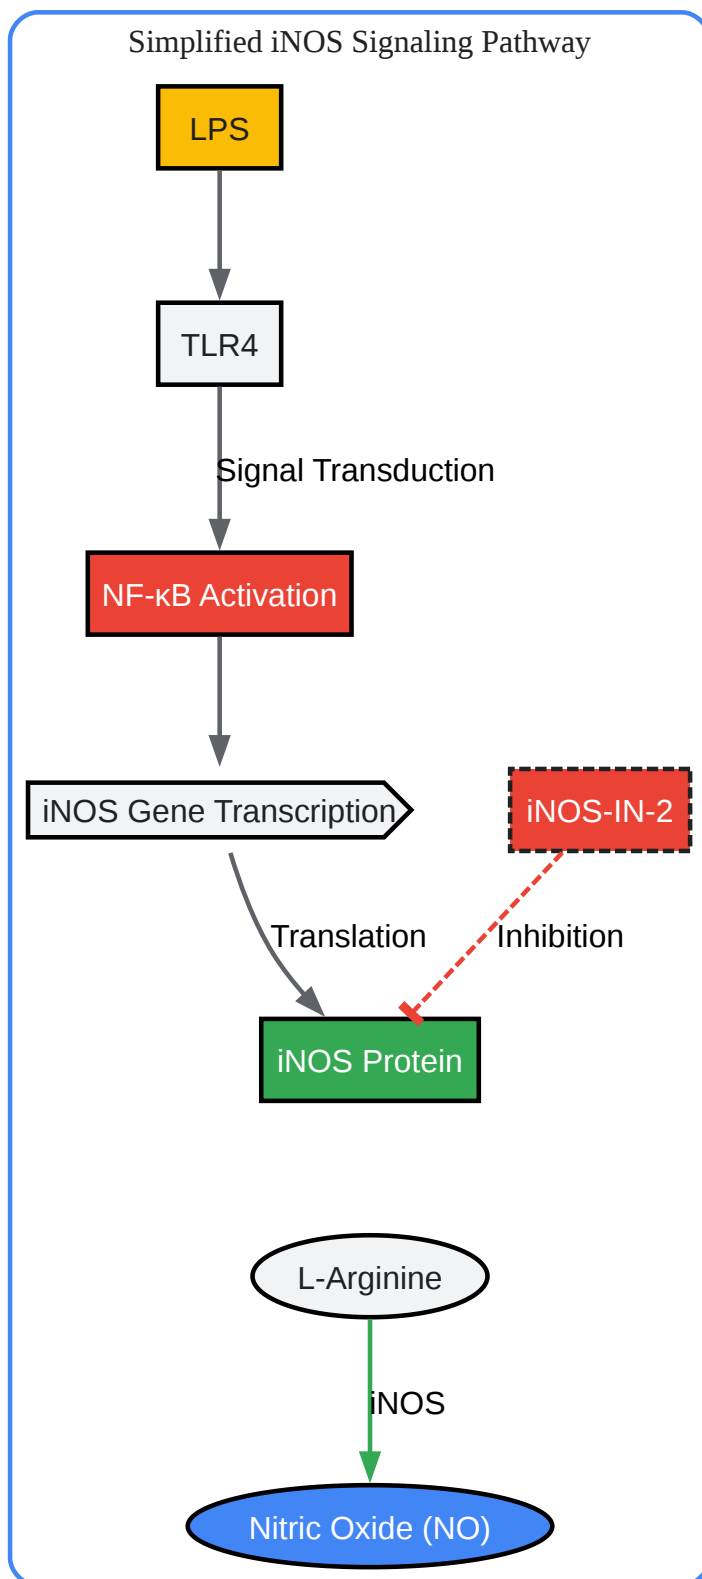 Simplified iNOS Signaling Pathway
LPS
TLR4
Signal Transduction
NF-κB Activation
iNOS Gene Transcription
iNOS-IN-2
Translation
Inhibition
iNOS Protein
L-Arginine
iNOS
Nitric Oxide (NO)